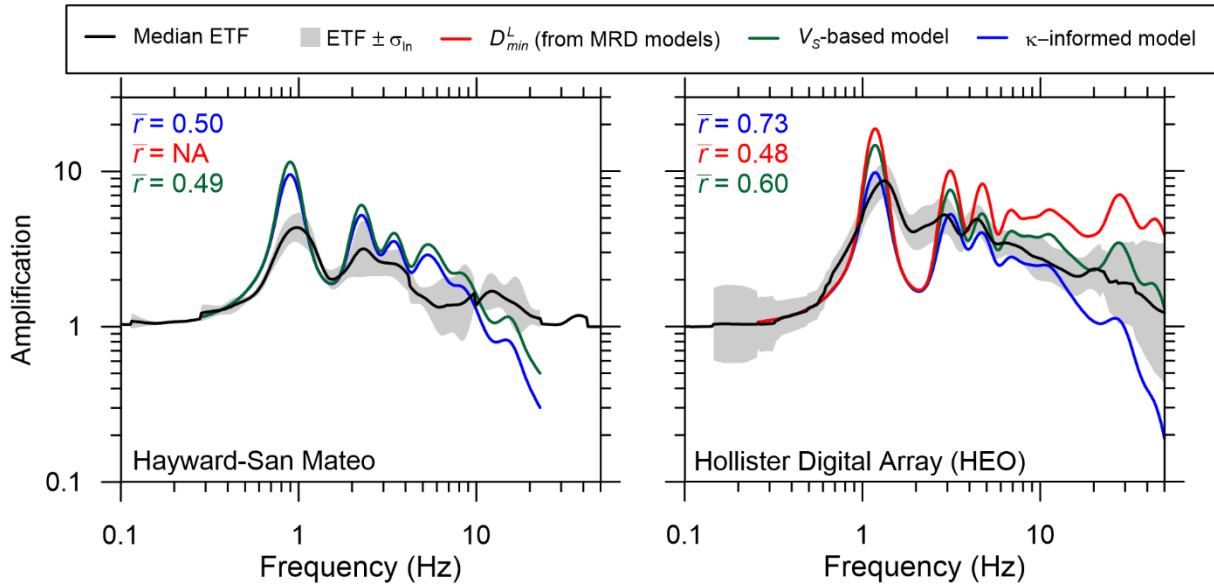 Median ETF ETF ± σln D^L_min (from MRD models) VS-based model κ–informed model
r̅ = 0.50
r̅ = NA
r̅ = 0.49
r̅ = 0.73
r̅ = 0.48
r̅ = 0.60
10
1
0.1
Amplification
Hayward-San Mateo
Hollister Digital Array (HEO)
0.1 1 10
0.1 1 10
Frequency (Hz)
Frequency (Hz)